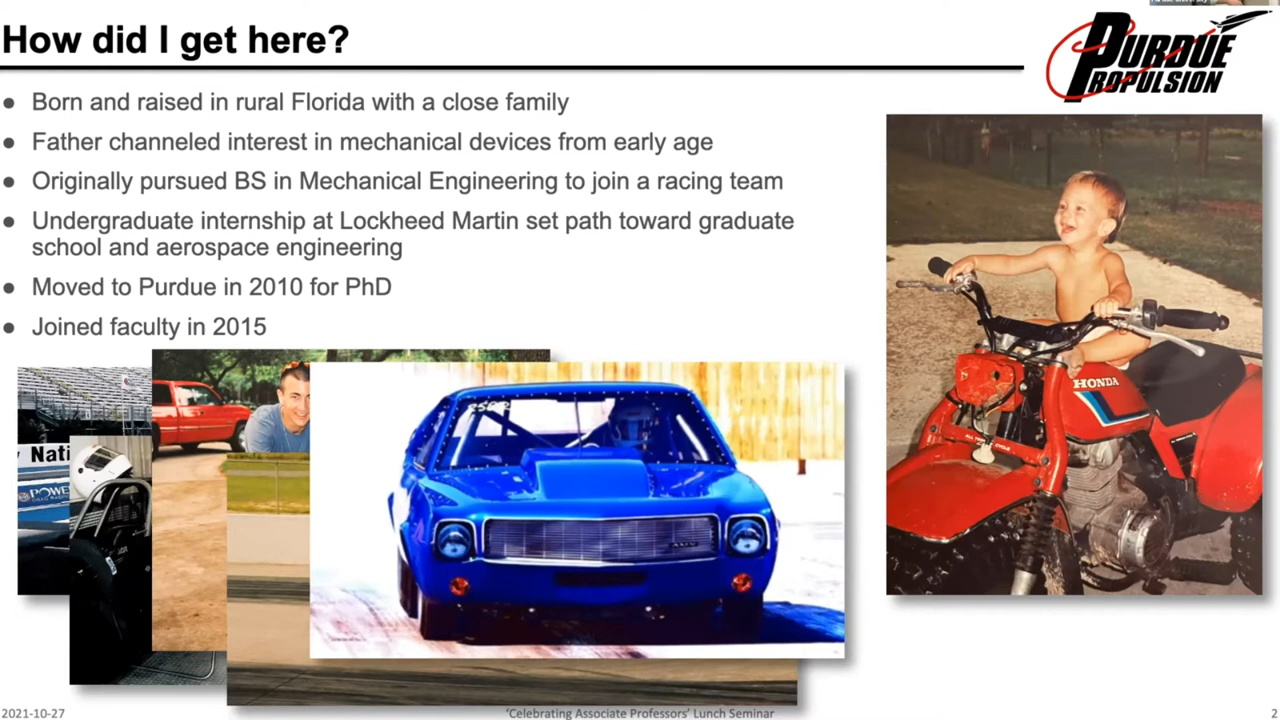 How did I get here?
PURDUE
PROPULSION
● Born and raised in rural Florida with a close family
● Father channeled interest in mechanical devices from early age
● Originally pursued BS in Mechanical Engineering to join a racing team
● Undergraduate internship at Lockheed Martin set path toward graduate
school and aerospace engineering
● Moved to Purdue in 2010 for PhD
● Joined faculty in 2015
HONDA
y Nati
POWE
AMX
2021-10-27
‘Celebrating Associate Professors’ Lunch Seminar
2